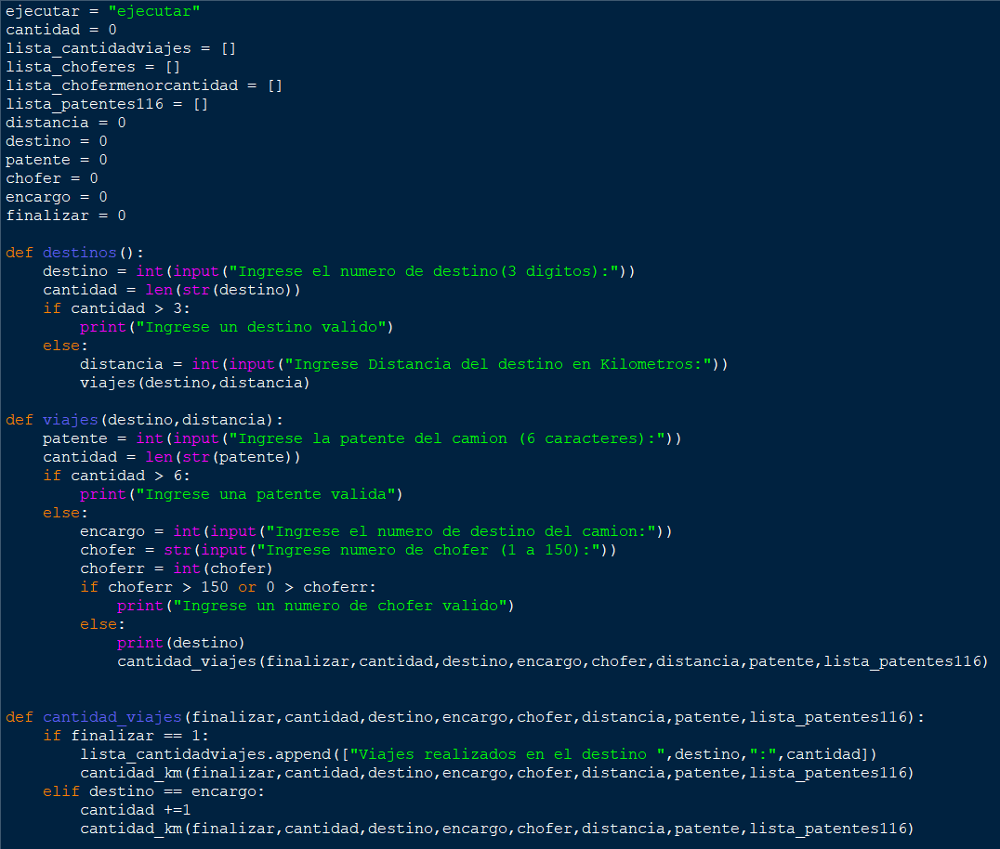 ejecutar = "ejecutar"
cantidad = 0
lista_cantidadviajes = []
lista_choferes = []
lista_chofermenorcantidad = []
lista_patentes116 = []
distancia = 0
destino = 0
patente = 0
chofer = 0
encargo = 0
finalizar = 0
def destinos():
    destino = int(input("Ingrese el numero de destino(3 digitos):"))
    cantidad = len(str(destino))
    if cantidad > 3:
        print("Ingrese un destino valido")
    else:
        distancia = int(input("Ingrese Distancia del destino en Kilometros:"))
        viajes(destino,distancia)
def viajes(destino,distancia):
    patente = int(input("Ingrese la patente del camion (6 caracteres):"))
    cantidad = len(str(patente))
    if cantidad > 6:
        print("Ingrese una patente valida")
    else:
        encargo = int(input("Ingrese el numero de destino del camion:"))
        chofer = str(input("Ingrese numero de chofer (1 a 150):"))
        choferr = int(chofer)
        if choferr > 150 or 0 > choferr:
            print("Ingrese un numero de chofer valido")
        else:
            print(destino)
            cantidad_viajes(finalizar,cantidad,destino,encargo,chofer,distancia,patente,lista_patentes116)
def cantidad_viajes(finalizar,cantidad,destino,encargo,chofer,distancia,patente,lista_patentes116):
    if finalizar == 1:
        lista_cantidadviajes.append(["Viajes realizados en el destino ",destino,":",cantidad])
        cantidad_km(finalizar,cantidad,destino,encargo,chofer,distancia,patente,lista_patentes116)
    elif destino == encargo:
        cantidad +=1
        cantidad_km(finalizar,cantidad,destino,encargo,chofer,distancia,patente,lista_patentes116)